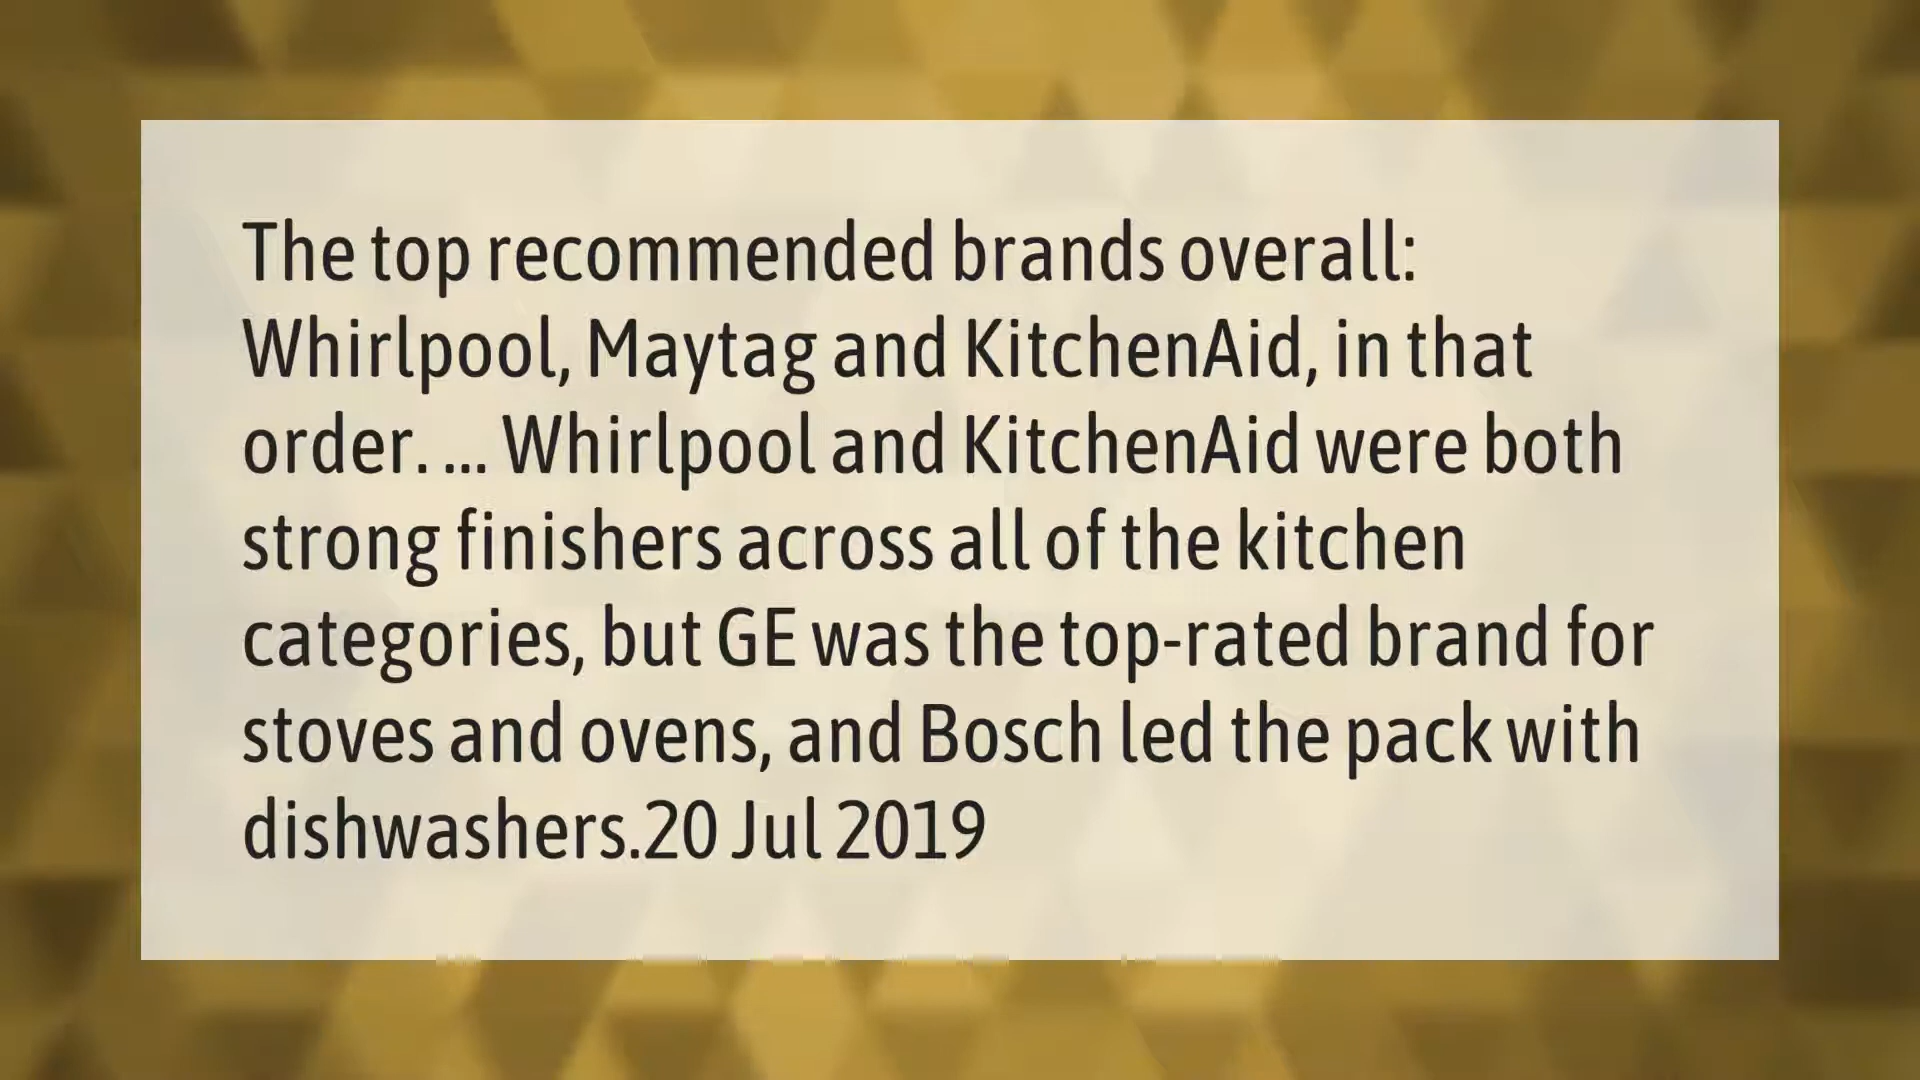 The top recommended brands overall:
Whirlpool, Maytag and KitchenAid, in that
order. ... Whirlpool and KitchenAid were both
strong finishers across all of the kitchen
categories, but GE was the top-rated brand for
stoves and ovens, and Bosch led the pack with
dishwashers.20 Jul 2019